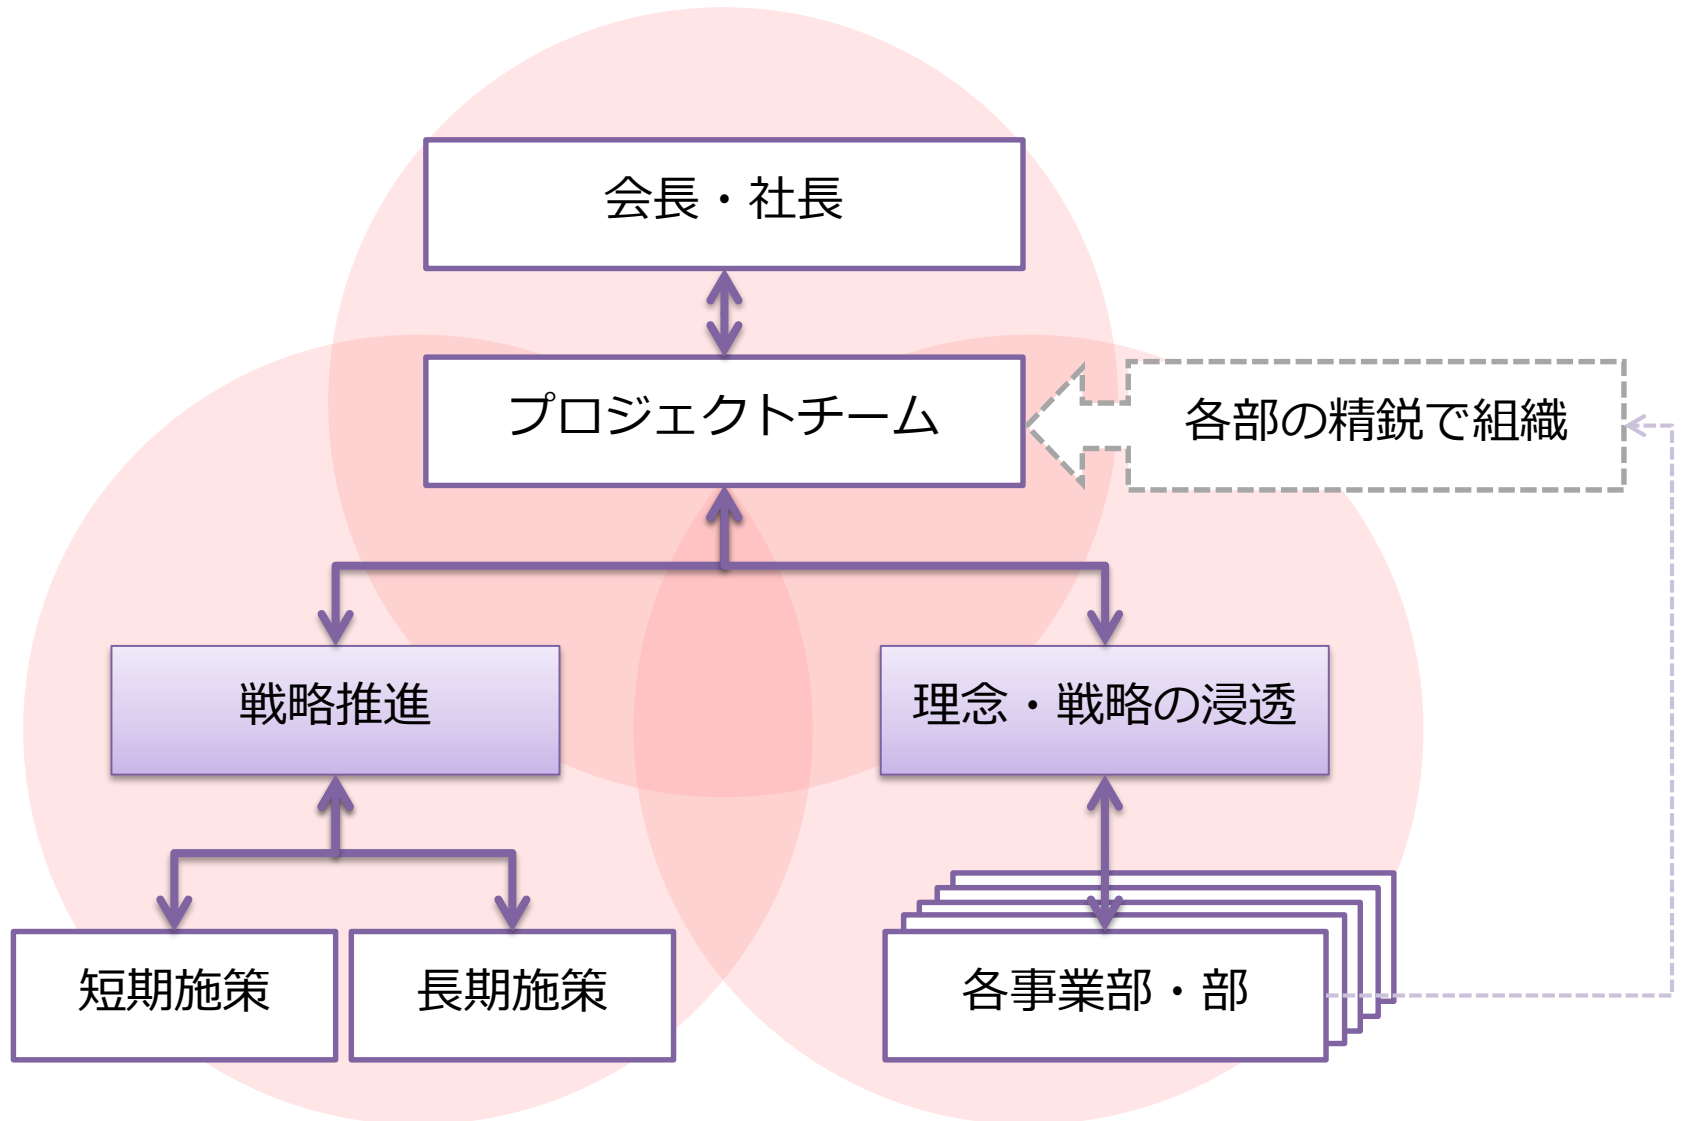 会長・社長
プロジェクトチーム
各部の精鋭で組織
戦略推進
理念・戦略の浸透
短期施策
長期施策
各事業部・部